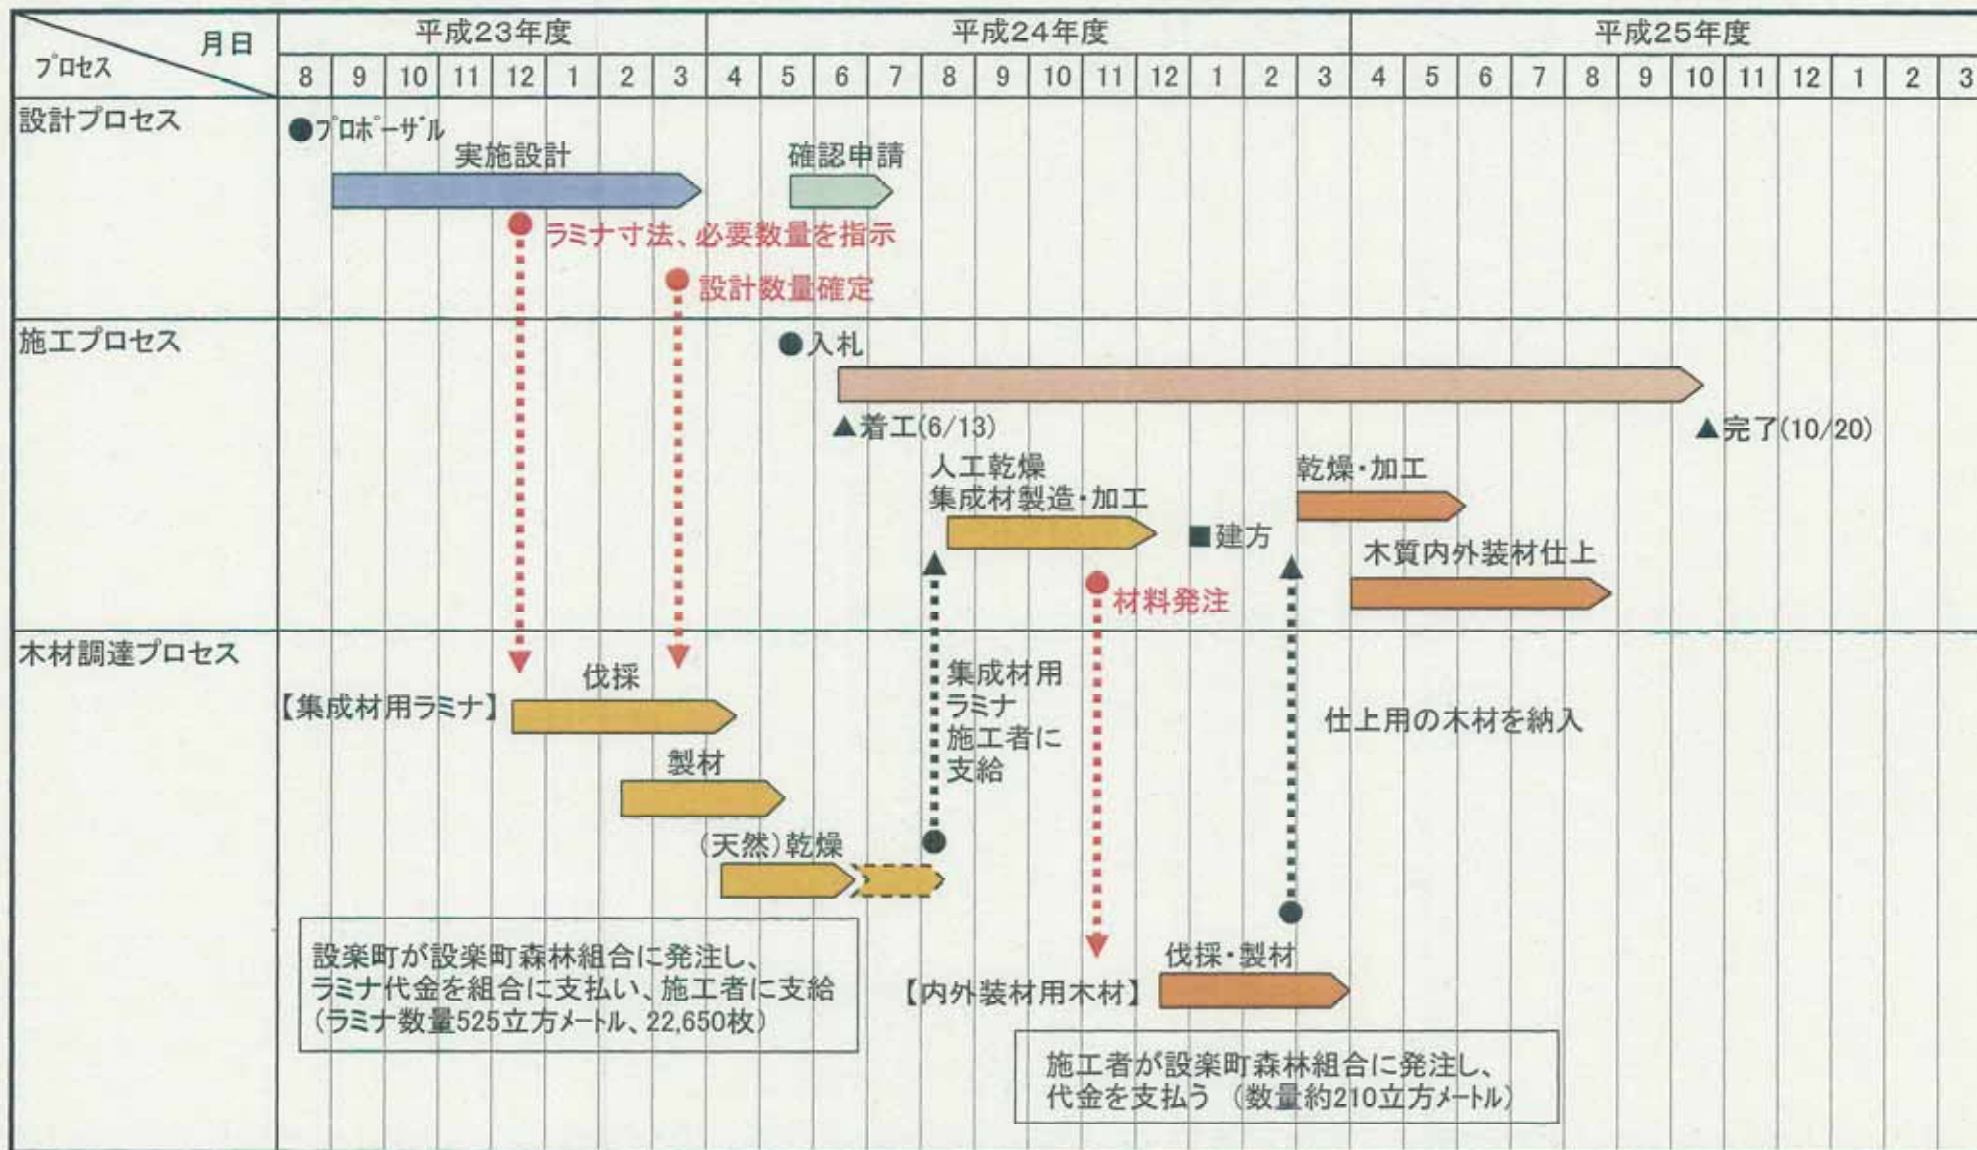 月日
プロセス
平成23年度
平成24年度
平成25年度
8 9 10 11 12 1 2 3 4 5 6 7 8 9 10 11 12 1 2 3 4 5 6 7 8 9 10 11 12 1 2 3
設計プロセス
●プロポーザル
実施設計
確認申請
ラミナ寸法、必要数量を指示
設計数量確定
施工プロセス
●入札
▲着工(6/13)
▲完了(10/20)
人工乾燥
集成材製造・加工
■建方
乾燥・加工
木質内外装材仕上
材料発注
木材調達プロセス
【集成材用ラミナ】
伐採
製材
(天然)乾燥
集成材用
ラミナ
施工者に
支給
仕上用の木材を納入
設楽町が設楽町森林組合に発注し、
ラミナ代金を組合に支払い、施工者に支給
(ラミナ数量525立方メートル、22,650枚)
伐採・製材
【内外装材用木材】
施工者が設楽町森林組合に発注し、
代金を支払う (数量約210立方メートル)